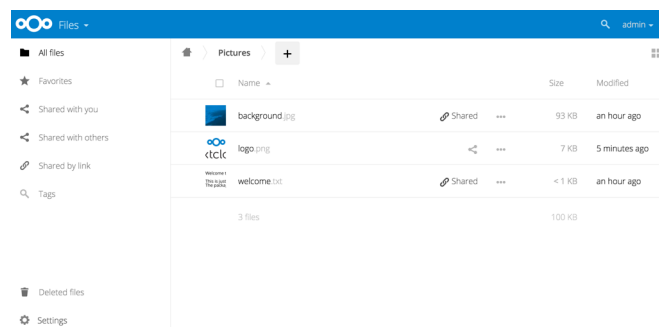 Files
admin
All files
Favorites
Shared with you
Shared with others
Shared by link
Tags
Deleted files
Settings
Pictures
+
Name Size Modified
background.jpg Shared ••• 93 KB an hour ago
logo.png ••• 7 KB 5 minutes ago
welcome.txt Shared ••• < 1 KB an hour ago
3 files 100 KB